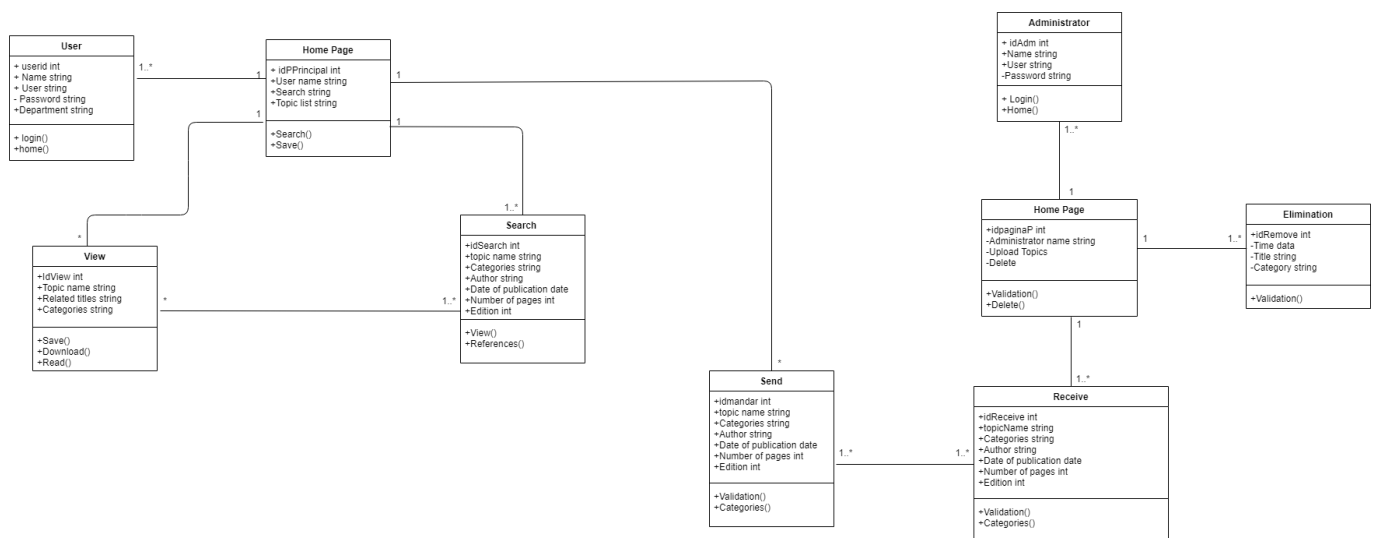 User
+ userid int
+ Name string
+ User string
- Password string
+Department string
+ login()
+home()
1..*
1
Home Page
+ idPPrincipal int
+User name string
+Search string
+Topic list string
+Search()
+Save()
1
*
1
1..*
1
*
View
+IdView int
+Topic name string
+Related titles string
+Categories string
+Save()
+Download()
+Read()
*
1..*
Search
+idSearch int
+topic name string
+Categories string
+Author string
+Date of publication date
+Number of pages int
+Edition int
+View()
+References()
Send
+idmandar int
+topic name string
+Categories string
+Author string
+Date of publication date
+Number of pages int
+Edition int
+Validation()
+Categories()
1..*
1..*
Administrator
+ idAdm int
+Name string
+User string
-Password string
+ Login()
+Home()
1..*
1
Home Page
+idpaginaP int
-Administrator name string
-Upload Topics
-Delete
+Validation()
+Delete()
1
1..*
Elimination
+idRemove int
-Time data
-Title string
-Category string
+Validation()
1
1..*
Receive
+idReceive int
+topicName string
+Categories string
+Author string
+Date of publication date
+Number of pages int
+Edition int
+Validation()
+Categories()